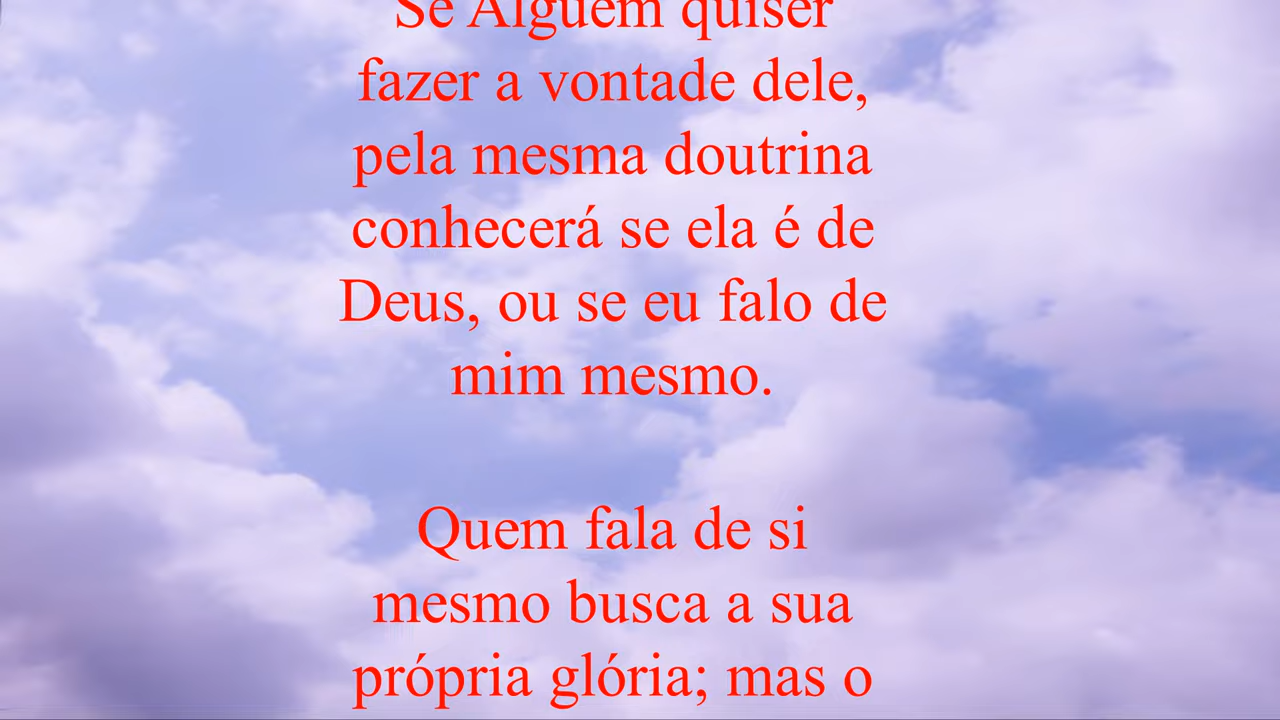 Se Alguém quiser
fazer a vontade dele,
pela mesma doutrina
conhecerá se ela é de
Deus, ou se eu falo de
mim mesmo.
Quem fala de si
mesmo busca a sua
própria glória; mas o